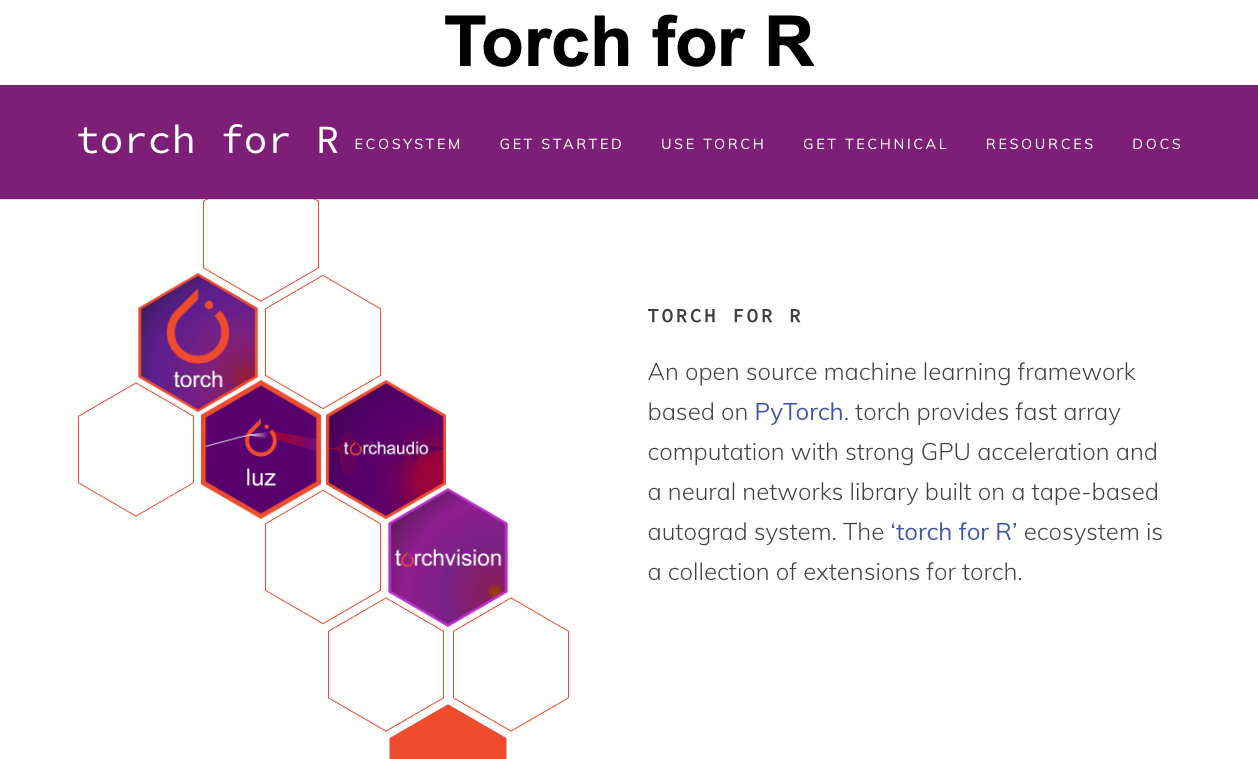 Torch for R
torch for R ECOSYSTEM GET STARTED USE TORCH GET TECHNICAL RESOURCES DOCS
torch
luz
torchaudio
torchvision
TORCH FOR R
An open source machine learning framework
based on PyTorch. torch provides fast array
computation with strong GPU acceleration and
a neural networks library built on a tape-based
autograd system. The ‘torch for R’ ecosystem is
a collection of extensions for torch.